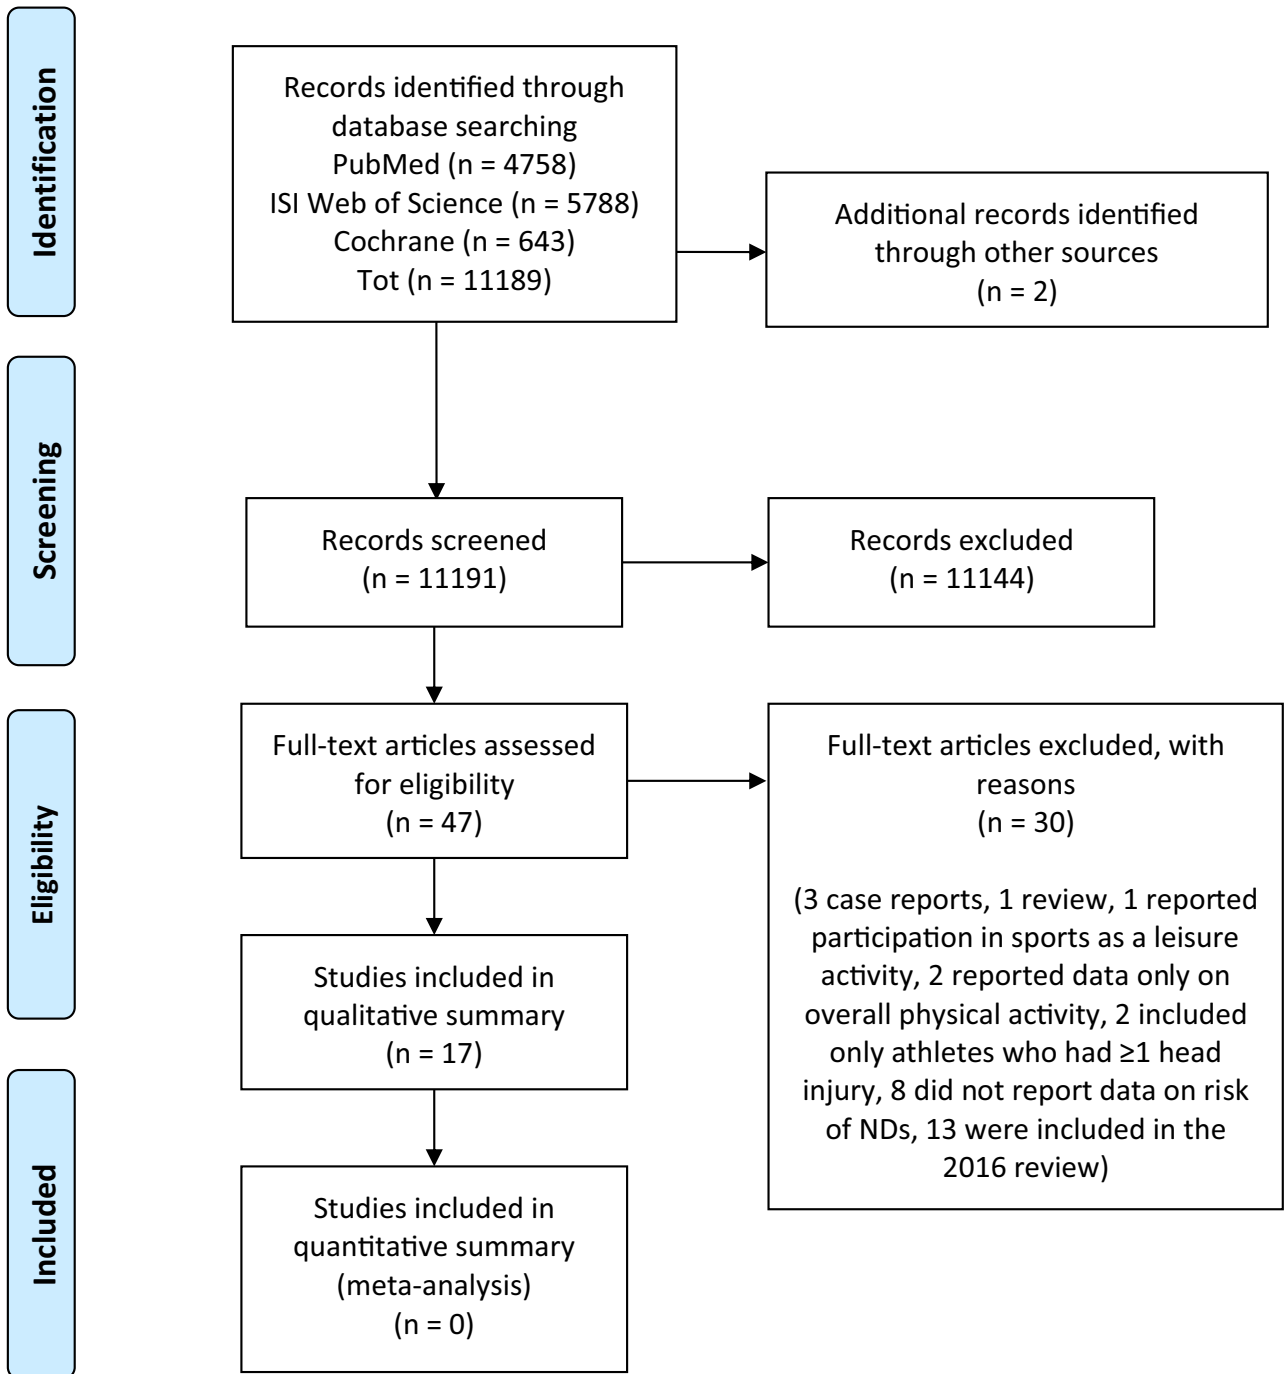 Identification
Records identified through
database searching
PubMed (n = 4758)
ISI Web of Science (n = 5788)
Cochrane (n = 643)
Tot (n = 11189)
Additional records identified
through other sources
(n = 2)
Screening
Records screened
(n = 11191)
Records excluded
(n = 11144)
Eligibility
Full-text articles assessed
for eligibility
(n = 47)
Full-text articles excluded, with
reasons
(n = 30)
(3 case reports, 1 review, 1 reported
participation in sports as a leisure
activity, 2 reported data only on
overall physical activity, 2 included
only athletes who had ≥1 head
injury, 8 did not report data on risk
of NDs, 13 were included in the
2016 review)
Studies included in
qualitative summary
(n = 17)
Included
Studies included in
quantitative summary
(meta-analysis)
(n = 0)